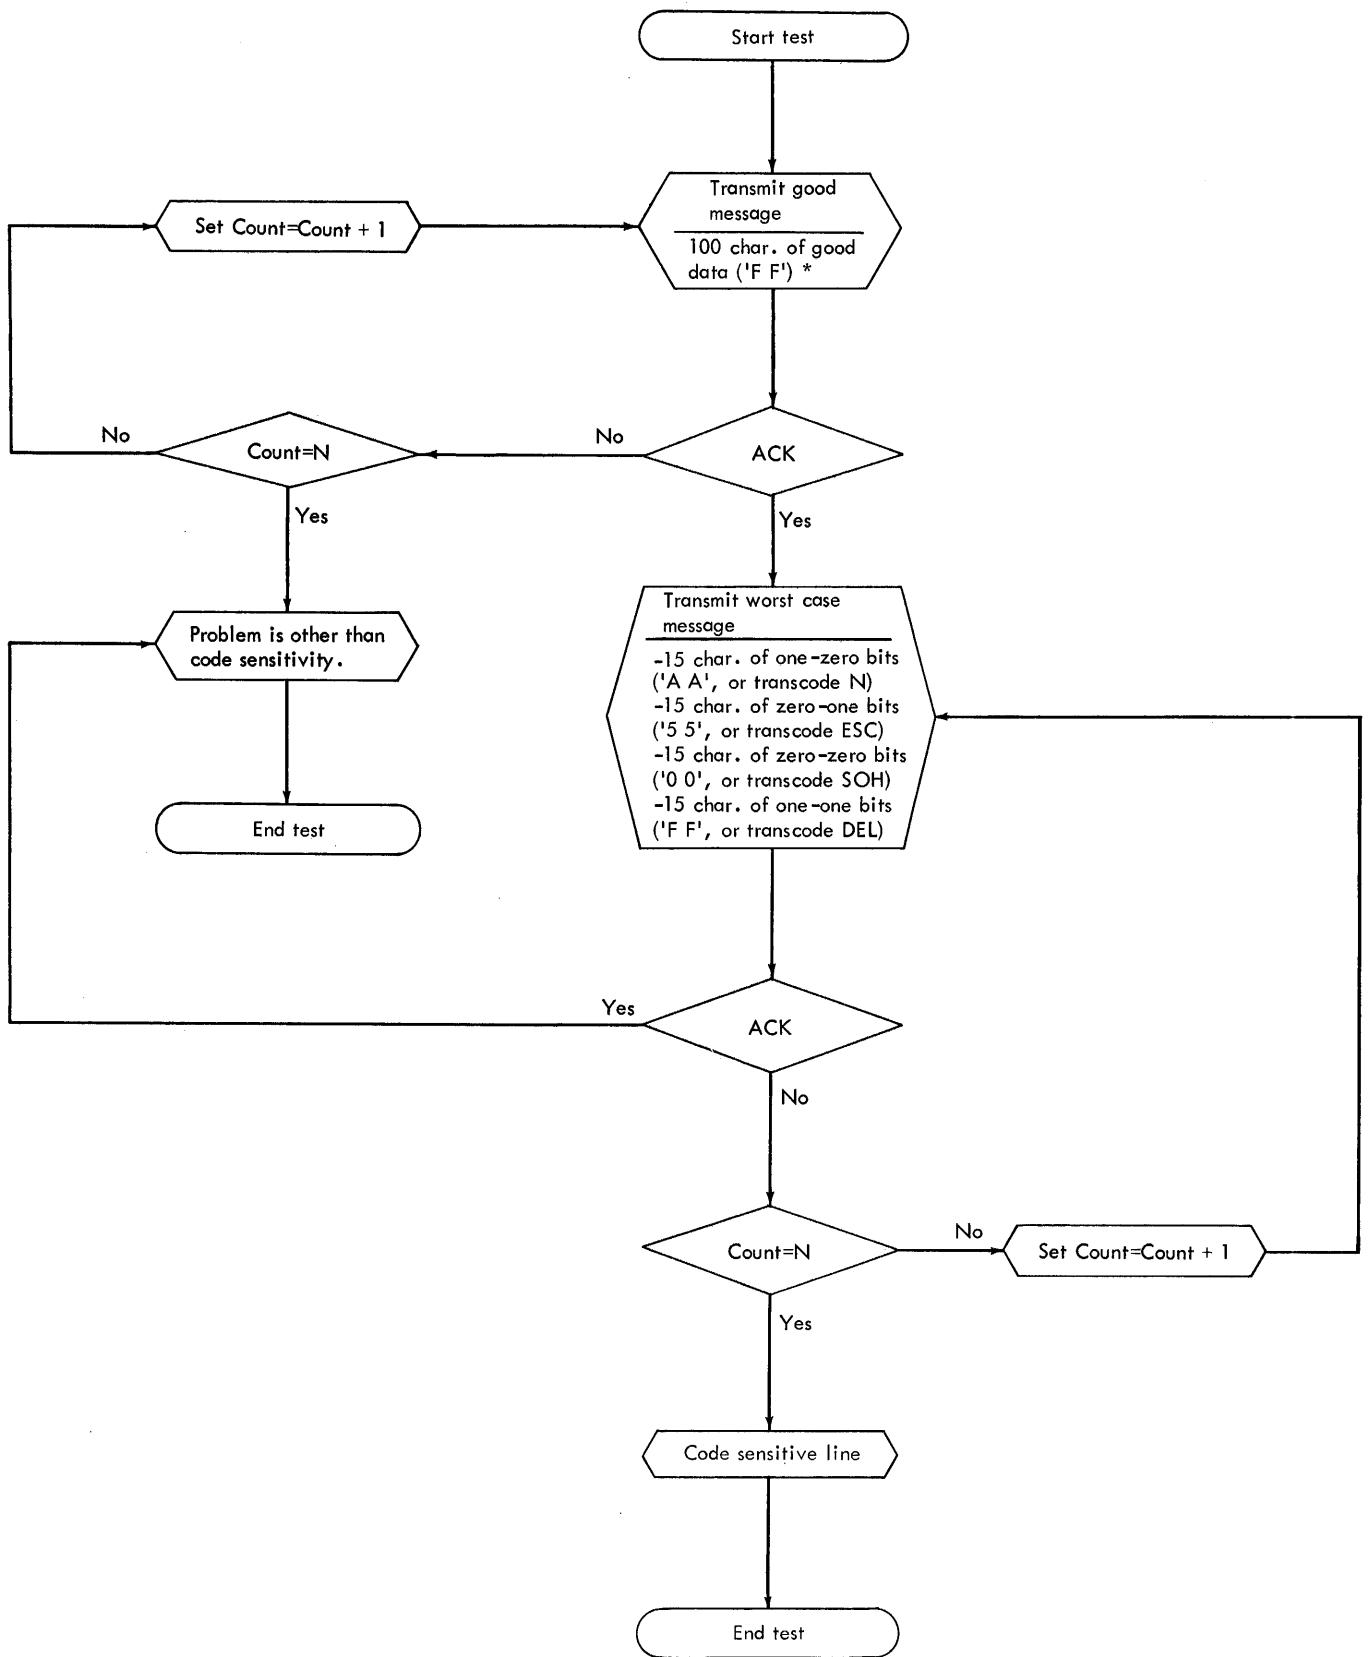 Start test
Transmit good
message
100 char. of good
data ('F F') *
Set Count=Count + 1
ACK
No
Count=N
No
Yes
Yes
Problem is other than
code sensitivity.
End test
Transmit worst case
message
-15 char. of one-zero bits
('A A', or transcode N)
-15 char. of zero-one bits
('5 5', or transcode ESC)
-15 char. of zero-zero bits
('0 0', or transcode SOH)
-15 char. of one-one bits
('F F', or transcode DEL)
Yes
ACK
No
Count=N
No
Set Count=Count + 1
Yes
Code sensitive line
End test